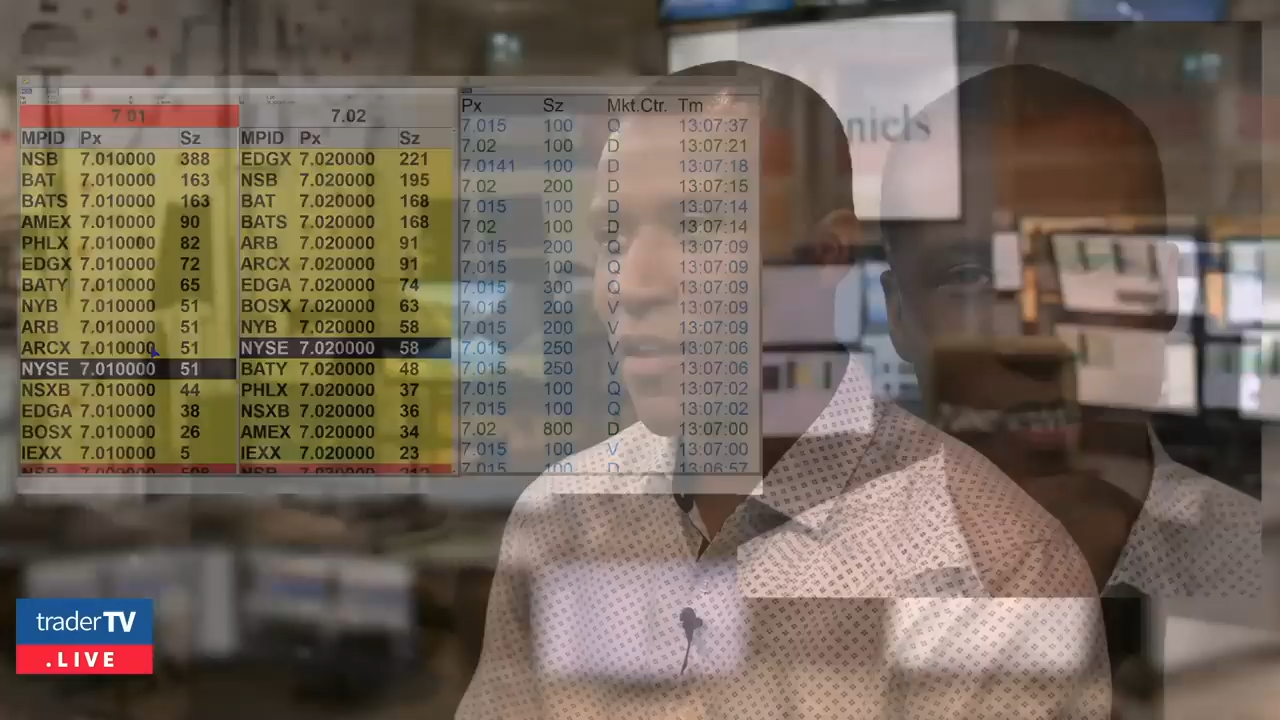 7.01 7.02
MPID Px Sz MPID Px Sz
NSB 7.010000 388 EDGX 7.020000 221
BAT 7.010000 163 NSB 7.020000 195
BATS 7.010000 163 BAT 7.020000 168
AMEX 7.010000 90 BATS 7.020000 168
PHLX 7.010000 82 ARB 7.020000 91
EDGX 7.010000 72 ARCX 7.020000 91
BATY 7.010000 65 EDGA 7.020000 74
NYB 7.010000 51 BOSX 7.020000 63
ARB 7.010000 51 NYB 7.020000 58
ARCX 7.010000 51 NYSE 7.020000 58
NYSE 7.010000 51 BATY 7.020000 48
NSXB 7.010000 44 PHLX 7.020000 37
EDGA 7.010000 38 NSXB 7.020000 36
BOSX 7.010000 26 AMEX 7.020000 34
IEXX 7.010000 5 IEXX 7.020000 23
Px Sz Mkt.Ctr. Tm
7.015 100 Q 13:07:37
7.02 100 D 13:07:21
7.0141 100 D 13:07:18
7.02 200 D 13:07:15
7.015 100 D 13:07:14
7.02 100 D 13:07:14
7.015 200 Q 13:07:09
7.015 100 Q 13:07:09
7.015 300 Q 13:07:09
7.015 200 V 13:07:09
7.015 200 V 13:07:09
7.015 250 V 13:07:06
7.015 250 V 13:07:06
7.015 100 Q 13:07:02
7.015 100 Q 13:07:02
7.02 800 D 13:07:00
7.015 100 V 13:07:00
7.015 100 D 13:06:57
traderTV
.LIVE